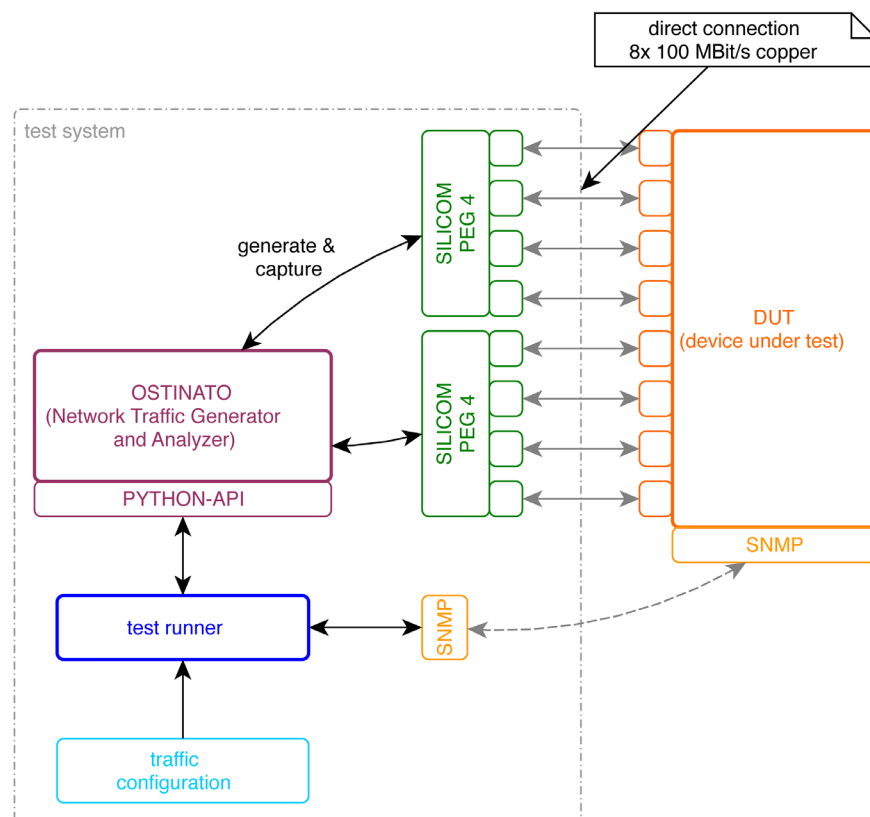 direct connection
8x 100 MBit/s copper
test system
SILICOM
PEG 4
generate &
capture
DUT
(device under test)
OSTINATO
(Network Traffic Generator
and Analyzer)
SILICOM
PEG 4
PYTHON-API
SNMP
test runner
SNMP
traffic
configuration